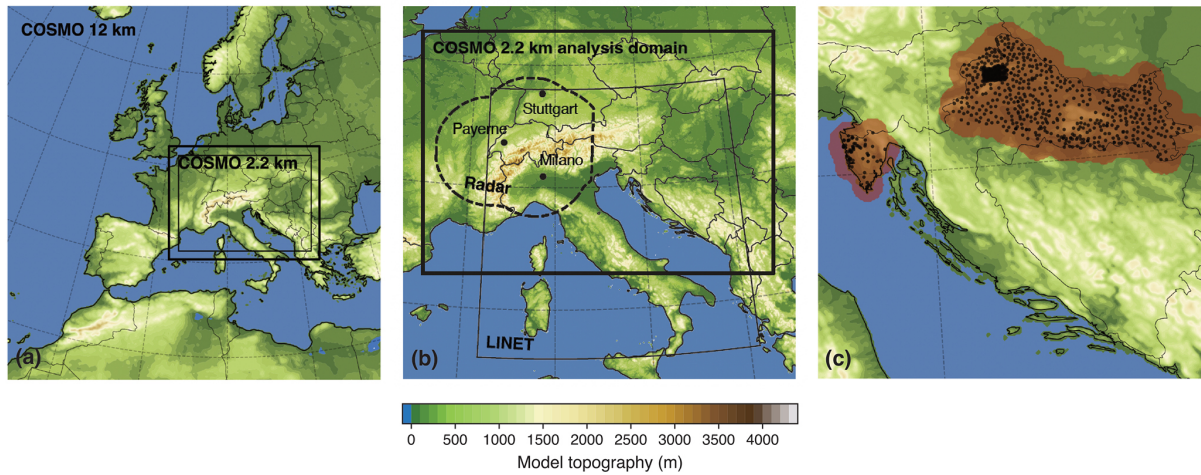 COSMO 12 km
COSMO 2.2 km
(a)
COSMO 2.2 km analysis domain
Stuttgart
Payerne
Milano
Radar
LINET
(b)
(c)
0 500 1000 1500 2000 2500 3000 3500 4000
Model topography (m)